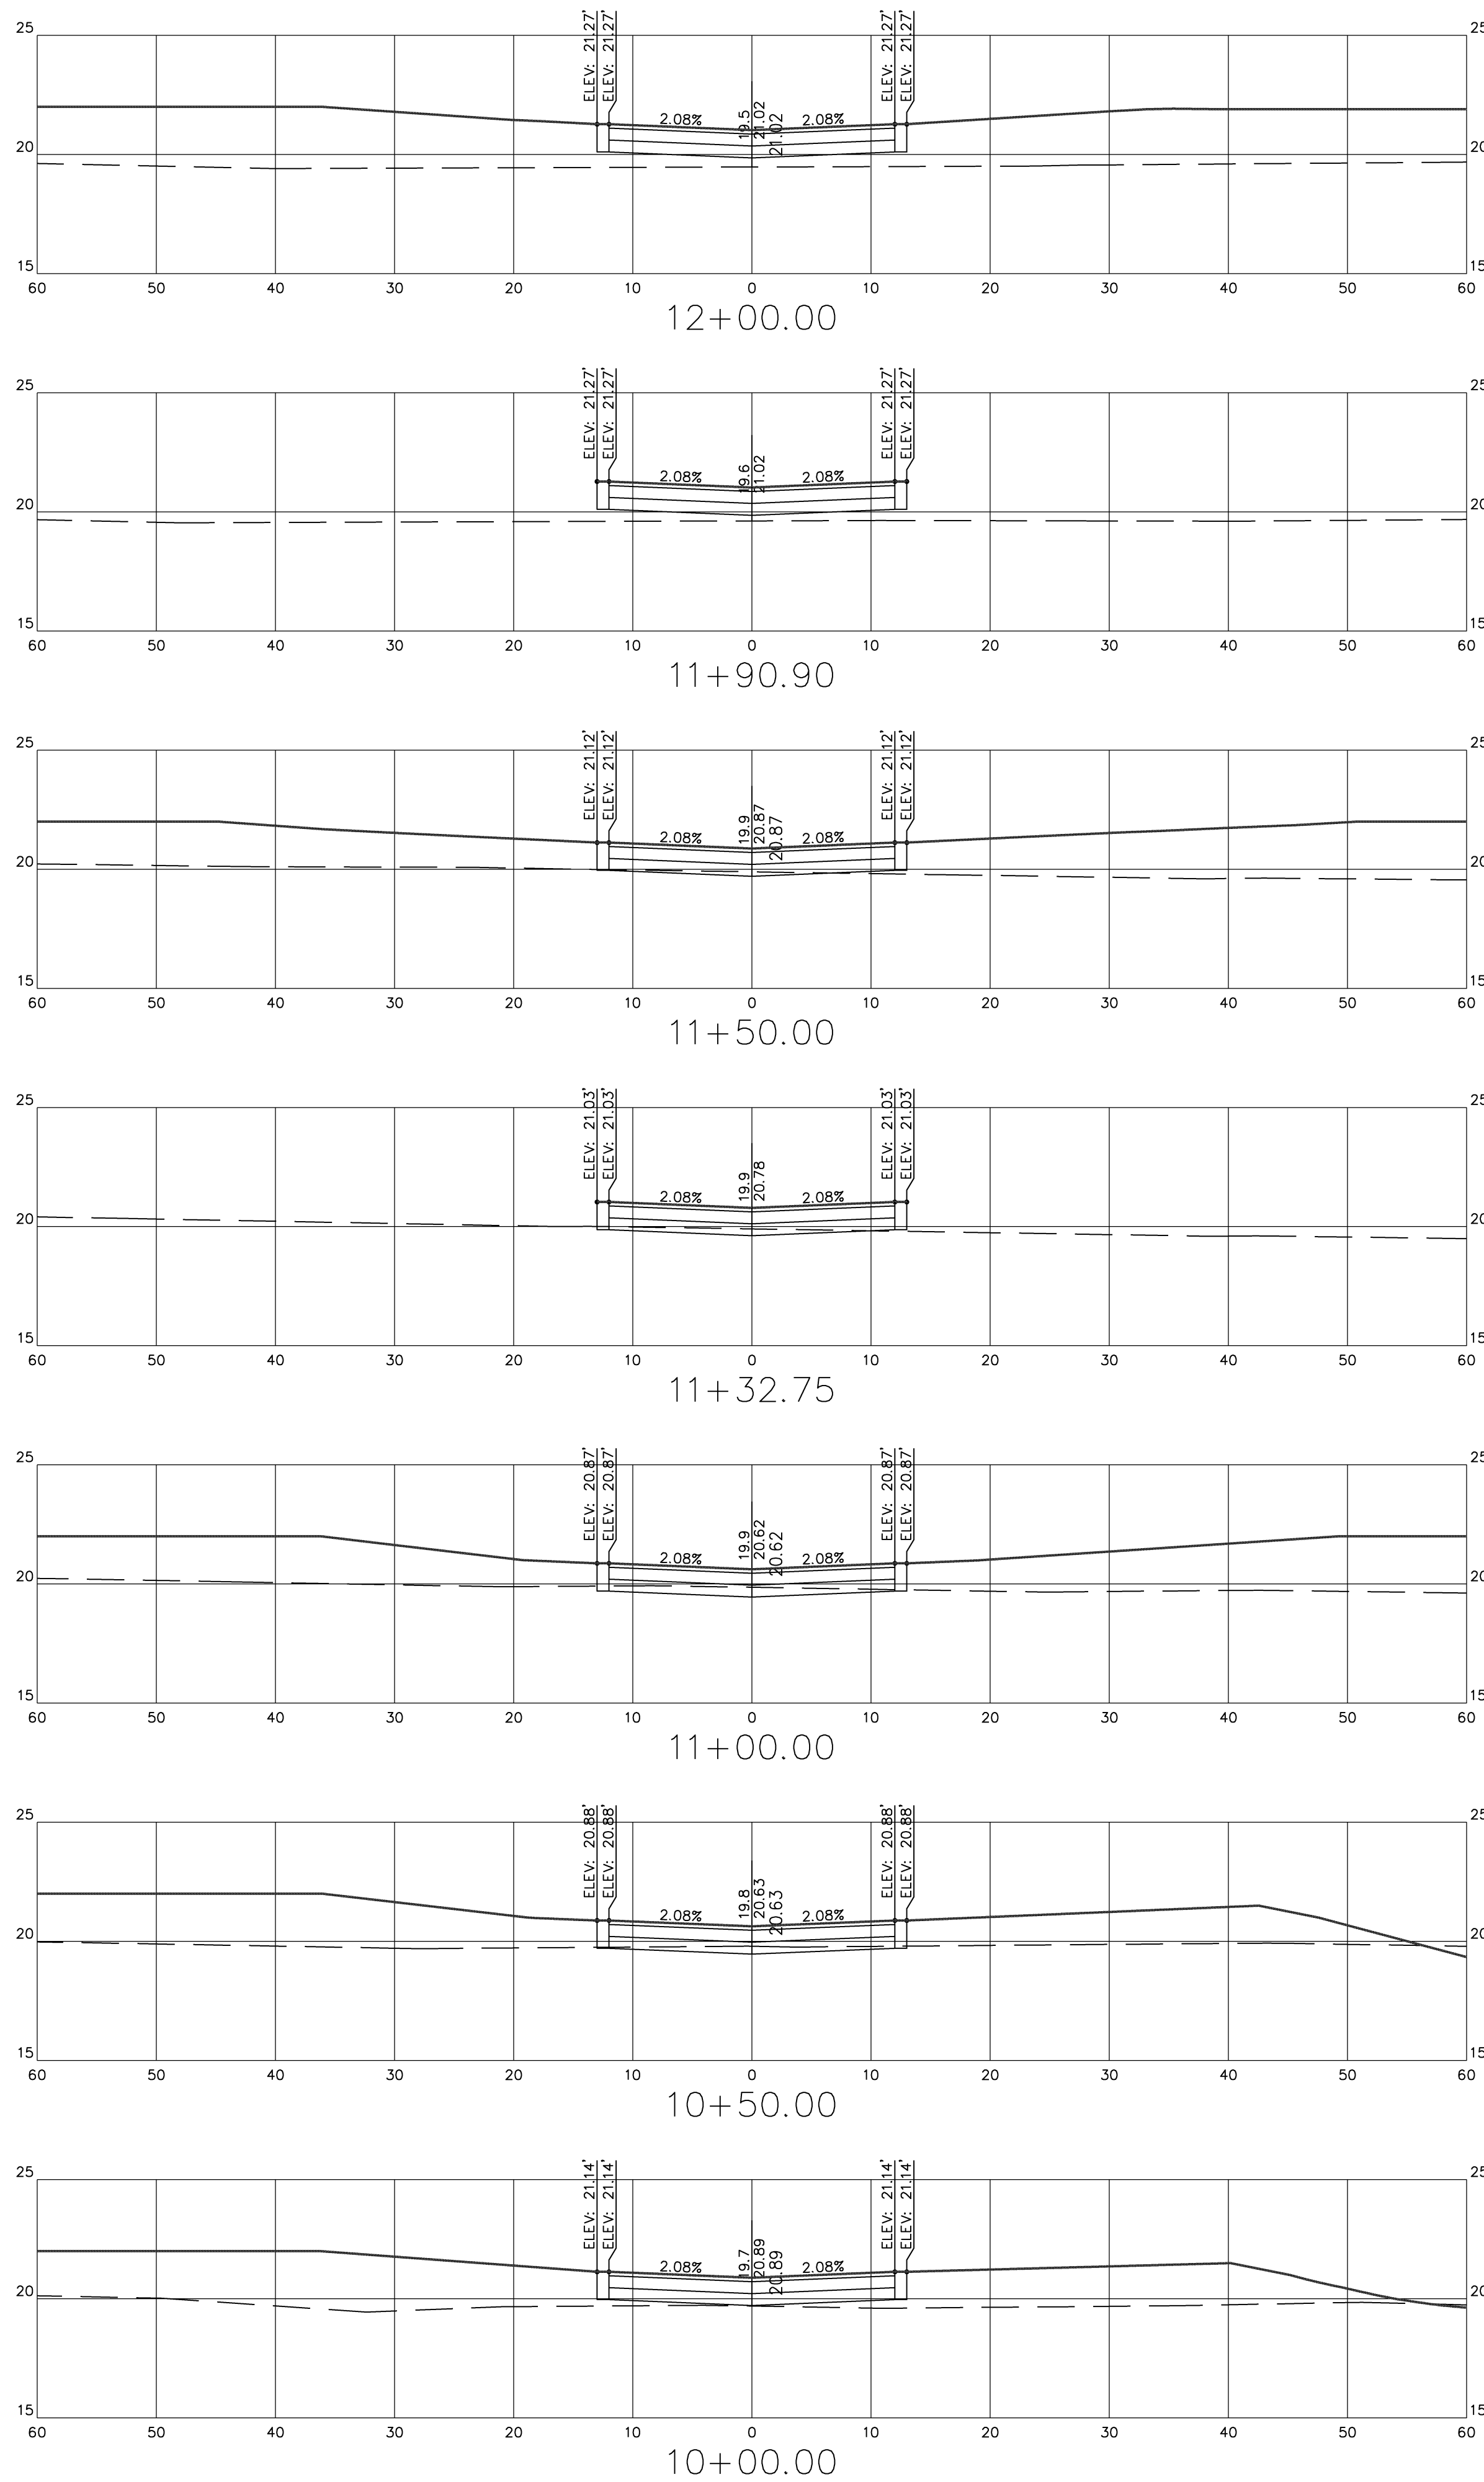 ELEV: 21.27'
ELEV: 21.27'
ELEV: 21.27'
ELEV: 21.27'
25 25
2.08% 19.5 21.02 21.02 2.08%
20 20
15 15
60 50 40 30 20 10 0 10 20 30 40 50 60
12+00.00
ELEV: 21.27'
ELEV: 21.27'
ELEV: 21.27'
ELEV: 21.27'
25 25
2.08% 19.6 21.02 2.08%
20 20
15 15
60 50 40 30 20 10 0 10 20 30 40 50 60
11+90.90
ELEV: 21.12'
ELEV: 21.12'
ELEV: 21.12'
ELEV: 21.12'
25 25
2.08% 19.9 20.87 20.87 2.08%
20 20
15 15
60 50 40 30 20 10 0 10 20 30 40 50 60
11+50.00
ELEV: 21.03'
ELEV: 21.03'
ELEV: 21.03'
ELEV: 21.03'
25 25
2.08% 19.9 20.78 2.08%
20 20
15 15
60 50 40 30 20 10 0 10 20 30 40 50 60
11+32.75
ELEV: 20.87'
ELEV: 20.87'
ELEV: 20.87'
ELEV: 20.87'
25 25
2.08% 19.9 20.62 20.62 2.08%
20 20
15 15
60 50 40 30 20 10 0 10 20 30 40 50 60
11+00.00
ELEV: 20.88'
ELEV: 20.88'
ELEV: 20.88'
ELEV: 20.88'
25 25
2.08% 19.8 20.63 20.63 2.08%
20 20
15 15
60 50 40 30 20 10 0 10 20 30 40 50 60
10+50.00
ELEV: 21.14'
ELEV: 21.14'
ELEV: 21.14'
ELEV: 21.14'
25 25
2.08% 19.7 20.89 20.89 2.08%
20 20
15 15
60 50 40 30 20 10 0 10 20 30 40 50 60
10+00.00